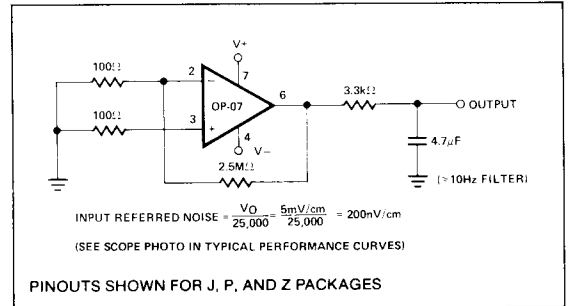 V+
100Ω
2
−
7
OP-07
6
3.3kΩ
OUTPUT
100Ω
3
+
4
V−
4.7μF
2.5MΩ
(>10Hz FILTER)
INPUT REFERRED NOISE = VO/25,000 = 5mV/cm/25,000 = 200nV/cm
(SEE SCOPE PHOTO IN TYPICAL PERFORMANCE CURVES)
PINOUTS SHOWN FOR J, P, AND Z PACKAGES